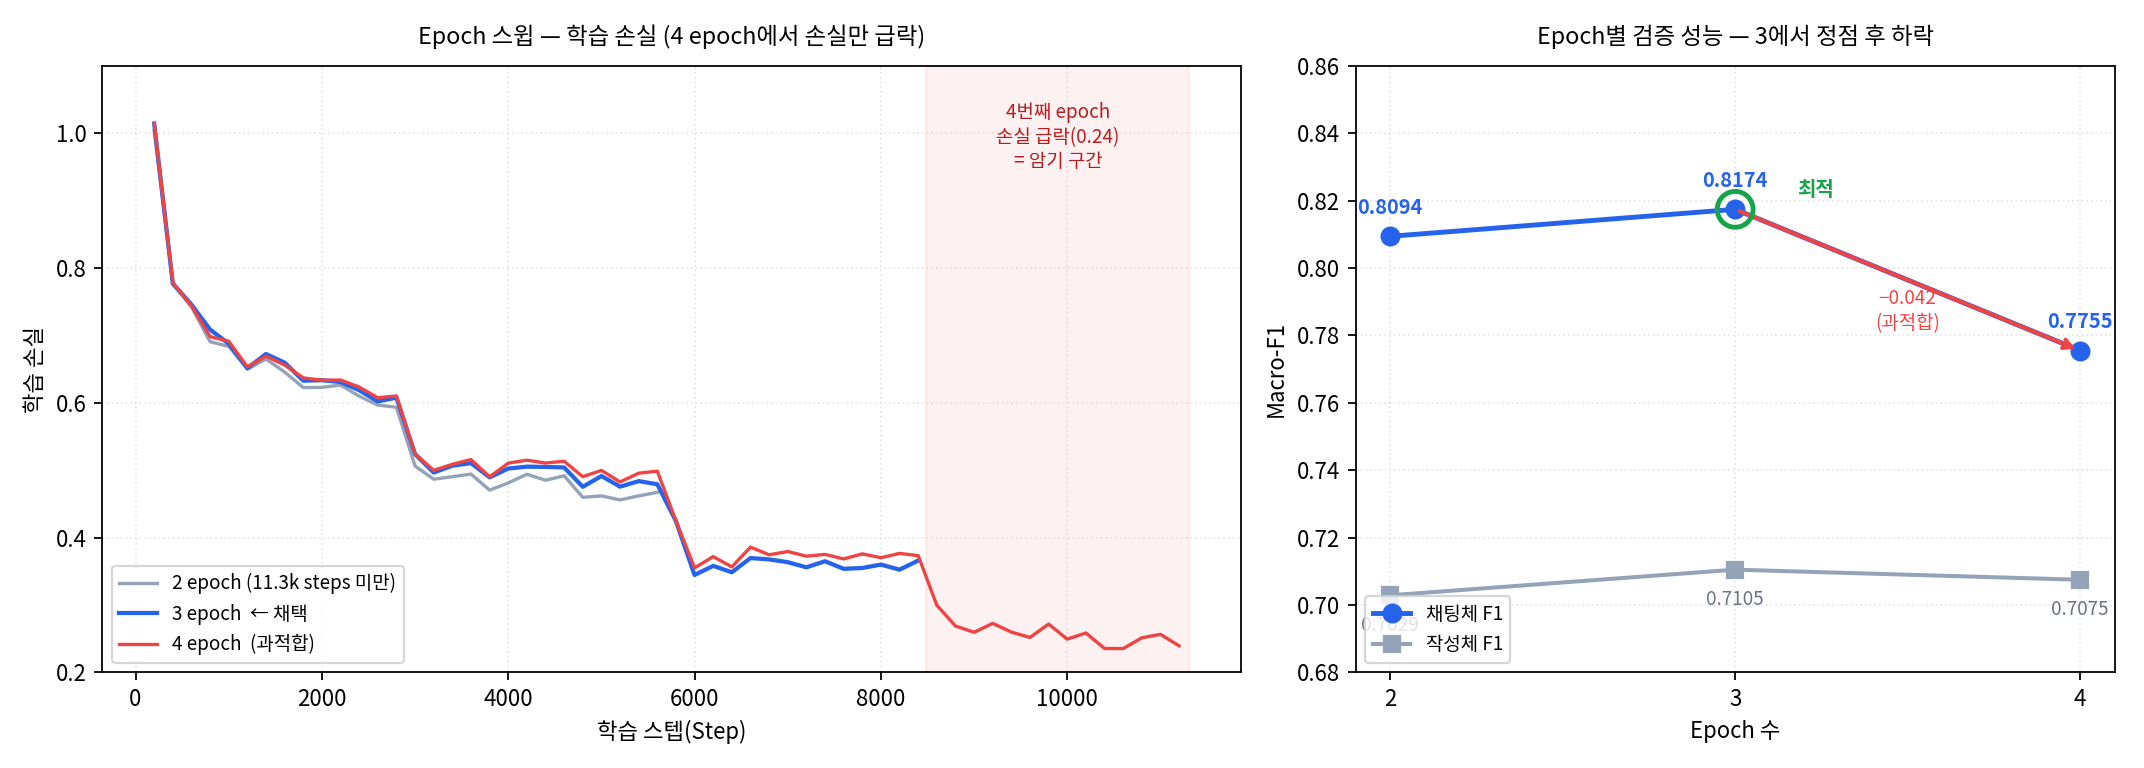 Epoch 스윕 — 학습 손실 (4 epoch에서 손실만 급락)
학습 손실
1.0
0.8
0.6
0.4
0.2
4번째 epoch
손실 급락(0.24)
= 암기 구간
2 epoch (11.3k steps 미만)
3 epoch ← 채택
4 epoch (과적합)
0
2000
4000
6000
8000
10000
학습 스텝(Step)
Epoch별 검증 성능 — 3에서 정점 후 하락
Macro-F1
0.86
0.84
0.82
0.80
0.78
0.76
0.74
0.72
0.70
0.68
0.8094
0.8174
최적
−0.042
(과적합)
0.7755
0.7029
0.7105
0.7075
채팅체 F1
작성체 F1
2
3
4
Epoch 수